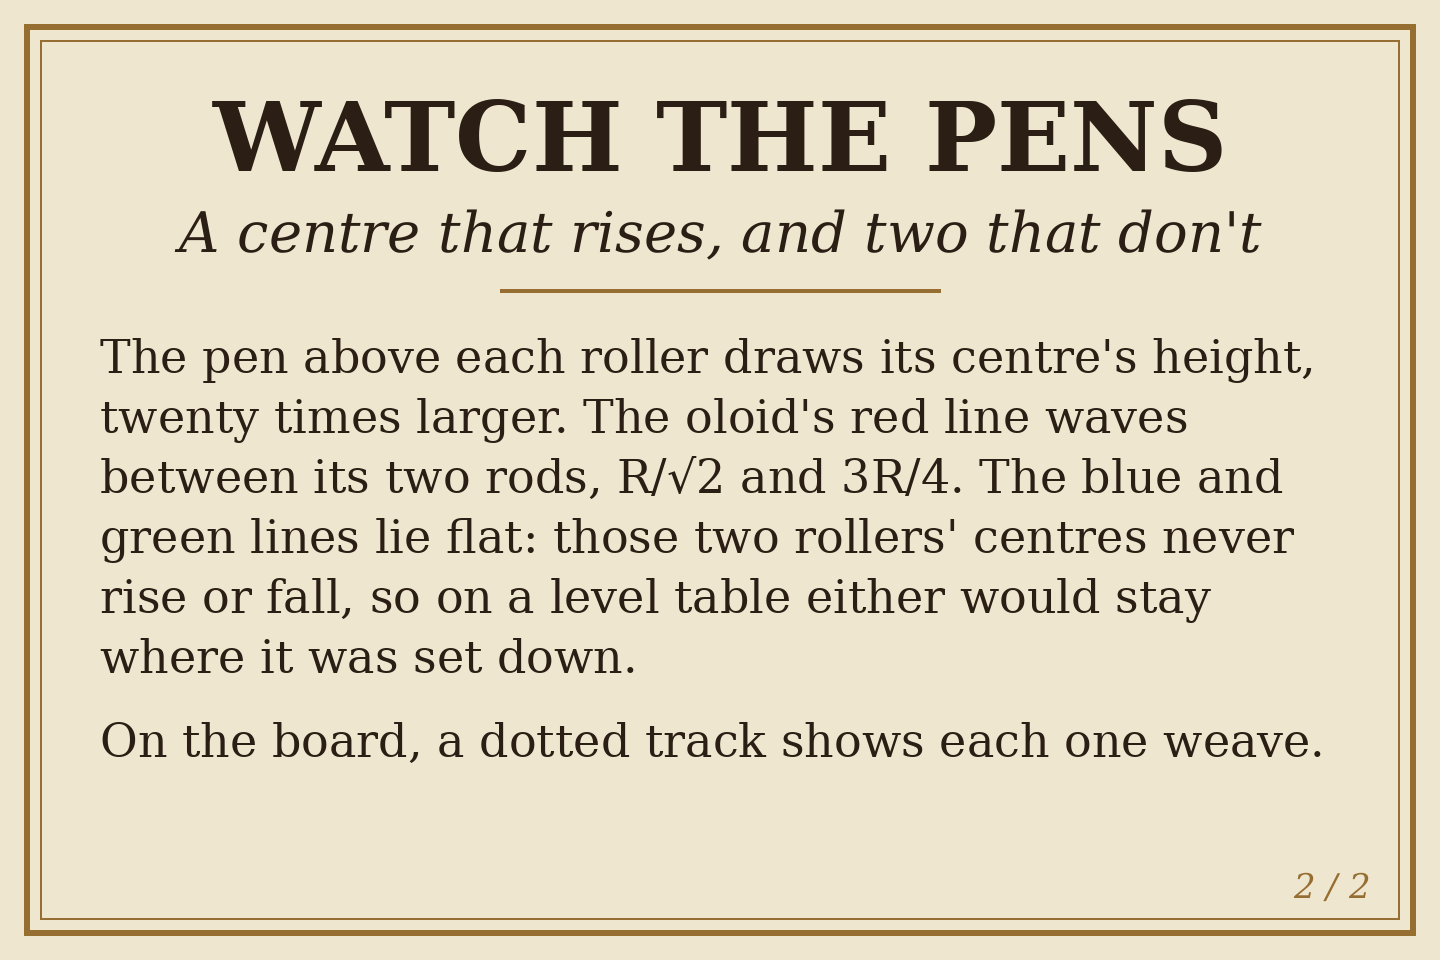 WATCH THE PENS
A centre that rises, and two that don't
The pen above each roller draws its centre's height,
twenty times larger. The oloid's red line waves
between its two rods, R/√2 and 3R/4. The blue and
green lines lie flat: those two rollers' centres never
rise or fall, so on a level table either would stay
where it was set down.
On the board, a dotted track shows each one weave.
2 / 2